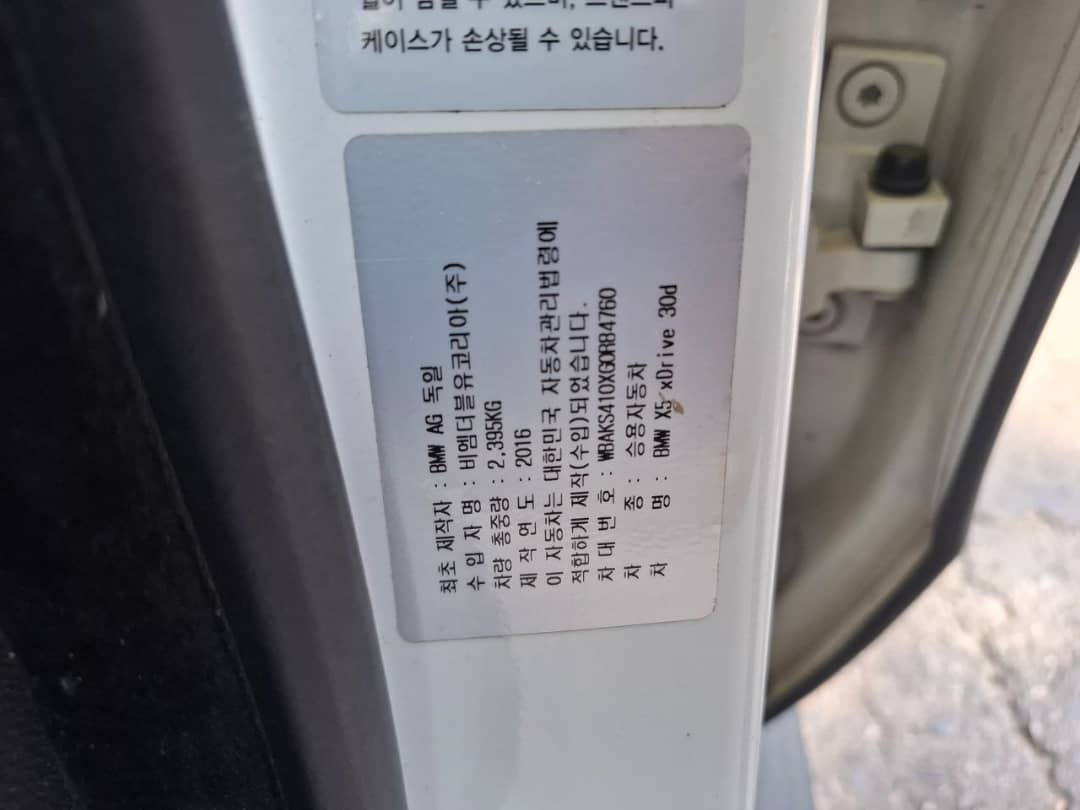 케이스가 손상될 수 있습니다.
최초 제작자 : BMW AG 독일
수 입 자 명 : 비엠더블유코리아(주)
차량 총중량 : 2,395KG
제 작 연 도 : 2016
이 자동차는 대한민국 자동차관리법령에
적합하게 제작(수입)되었습니다.
차 대 번 호 : WBAKS410XG0R84760
차 종 : 승용자동차
차 명 : BMW X5 xDrive 30d